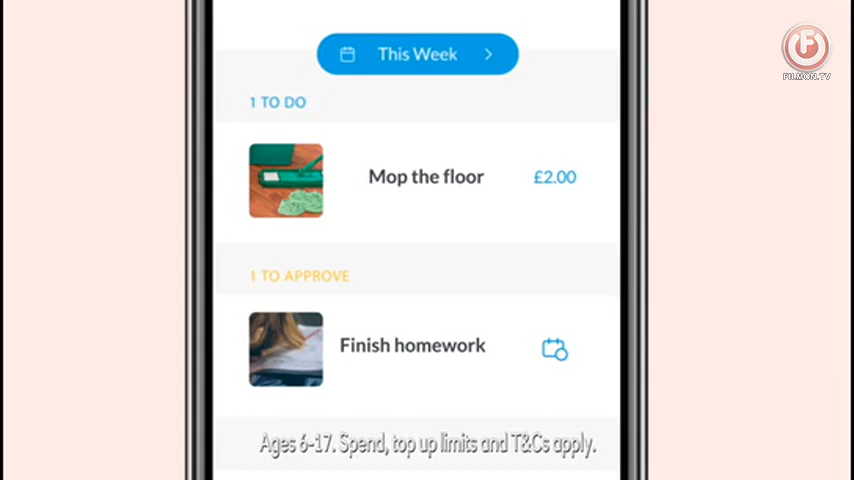 This Week
1 TO DO
Mop the floor
£2.00
1 TO APPROVE
Finish homework
Ages 6-17. Spend, top up limits and T&Cs apply.
F
FILMON.TV